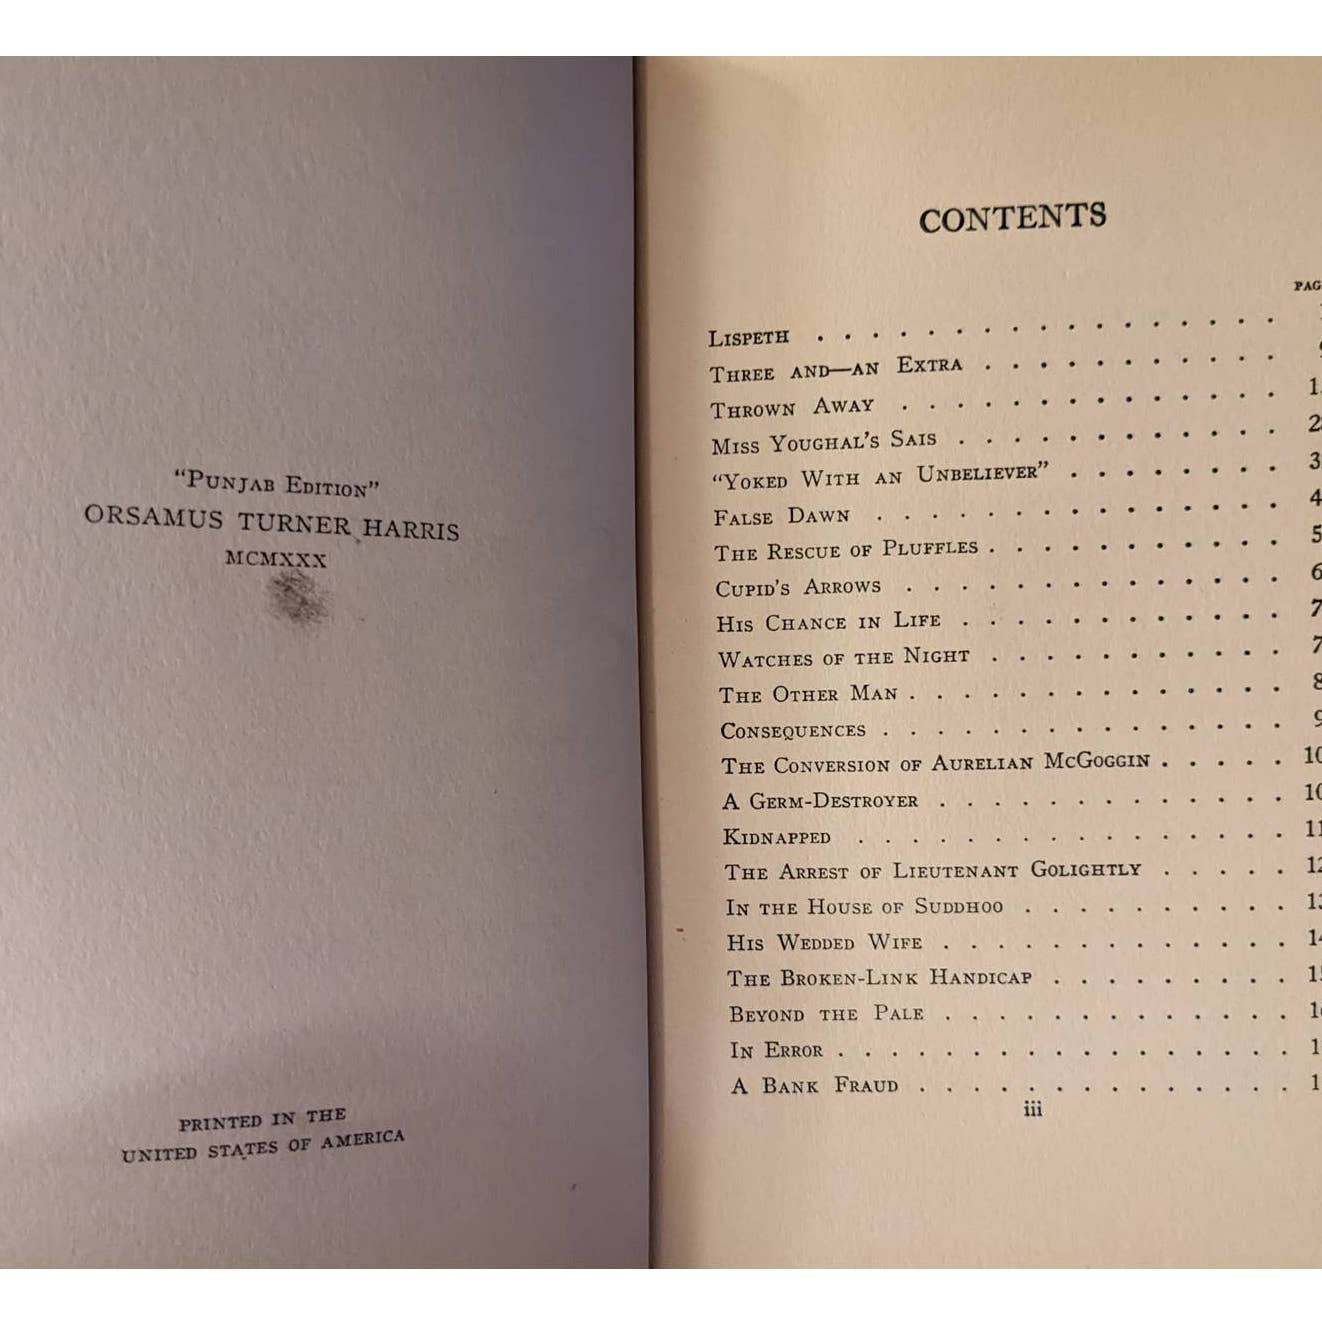 "Punjab Edition"
ORSAMUS TURNER HARRIS
MCMXXX
PRINTED IN THE
UNITED STATES OF AMERICA
CONTENTS
Lispeth . . . . . . . . . . . . . . . . .
Three and—an Extra . . . . . . . . . . .
Thrown Away . . . . . . . . . . . . . .
Miss Youghal's Sais . . . . . . . . . . . .
"Yoked With an Unbeliever" . . . . . . . .
False Dawn . . . . . . . . . . . . . . .
The Rescue of Pluffles . . . . . . . . . . .
Cupid's Arrows . . . . . . . . . . . . . .
His Chance in Life . . . . . . . . . . . .
Watches of the Night . . . . . . . . . . .
The Other Man . . . . . . . . . . . . . .
Consequences . . . . . . . . . . . . . . .
The Conversion of Aurelian McGoggin . . . . .
A Germ-Destroyer . . . . . . . . . . . . .
Kidnapped . . . . . . . . . . . . . . . .
The Arrest of Lieutenant Golightly . . . . .
In the House of Suddhoo . . . . . . . . . .
His Wedded Wife . . . . . . . . . . . . .
The Broken-Link Handicap . . . . . . . . .
Beyond the Pale . . . . . . . . . . . . .
In Error . . . . . . . . . . . . . . . . .
A Bank Fraud . . . . . . . . . . . . . .
iii